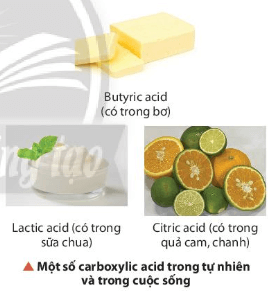 Butyric acid
(có trong bơ)
Lactic acid (có trong
sữa chua)
Citric acid (có trong
quả cam, chanh)
▲ Một số carboxylic acid trong tự nhiên
và trong cuộc sống